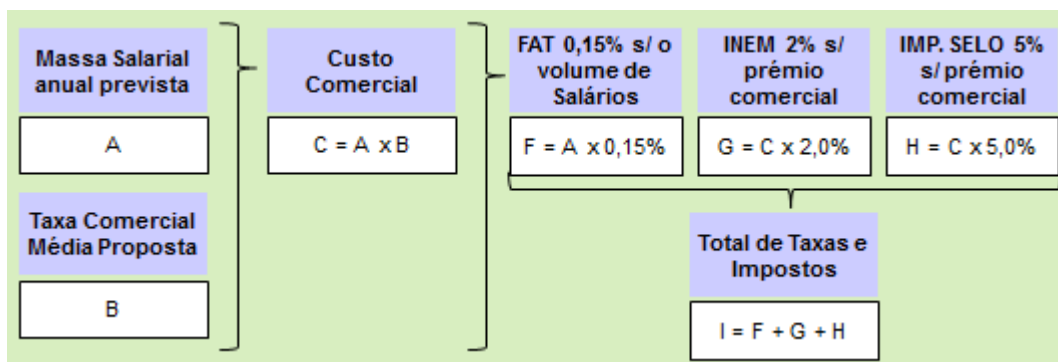 Massa Salarial
anual prevista
A
Taxa Comercial
Média Proposta
B
Custo
Comercial
C = A x B
FAT 0,15% s/ o
volume de
Salários
F = A x 0,15%
INEM 2% s/
prémio
comercial
G = C x 2,0%
IMP. SELO 5%
s/ prémio
comercial
H = C x 5,0%
Total de Taxas e
Impostos
I = F + G + H